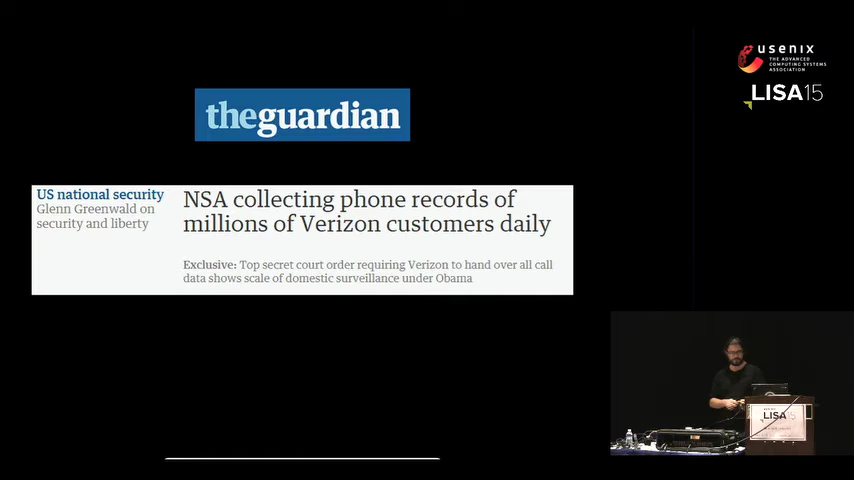 usenix
THE ADVANCED
COMPUTING SYSTEMS
ASSOCIATION
LISA15
theguardian
US national security
Glenn Greenwald on
security and liberty
NSA collecting phone records of
millions of Verizon customers daily
Exclusive: Top secret court order requiring Verizon to hand over all call
data shows scale of domestic surveillance under Obama
LISA15